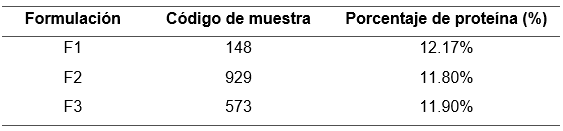 Formulación Código de muestra Porcentaje de proteína (%)
F1 148 12.17%
F2 929 11.80%
F3 573 11.90%